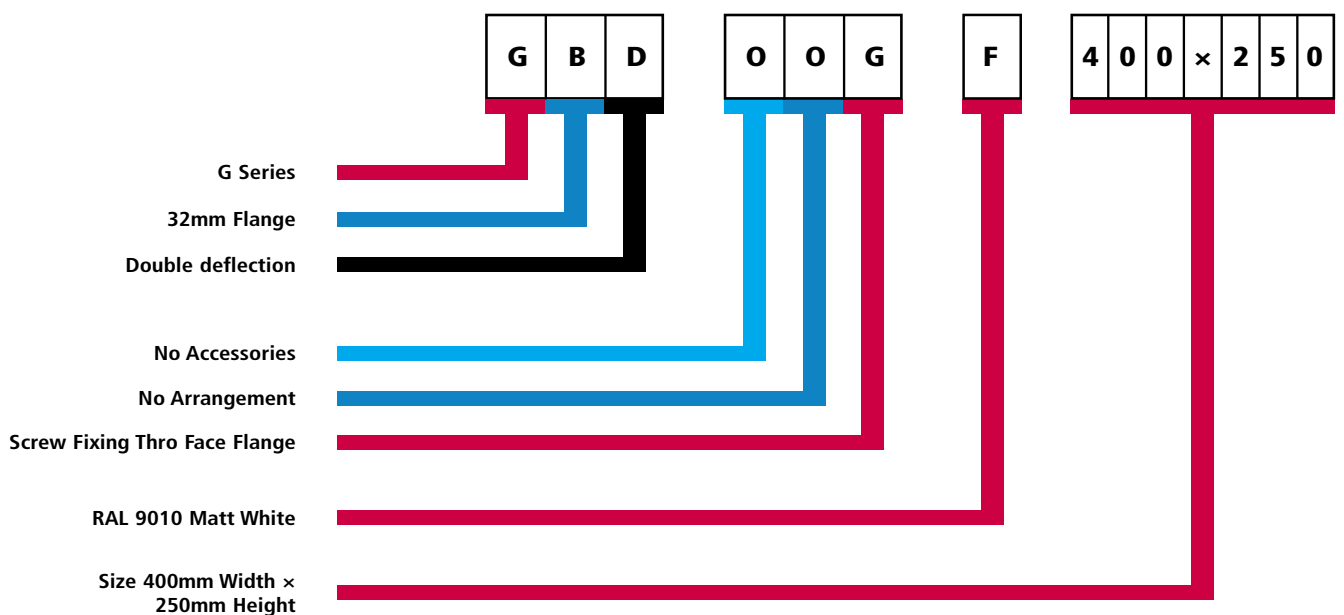 G B D O O G F 4 0 0 × 2 5 0
G Series
32mm Flange
Double deflection
No Accessories
No Arrangement
Screw Fixing Thro Face Flange
RAL 9010 Matt White
Size 400mm Width ×
250mm Height